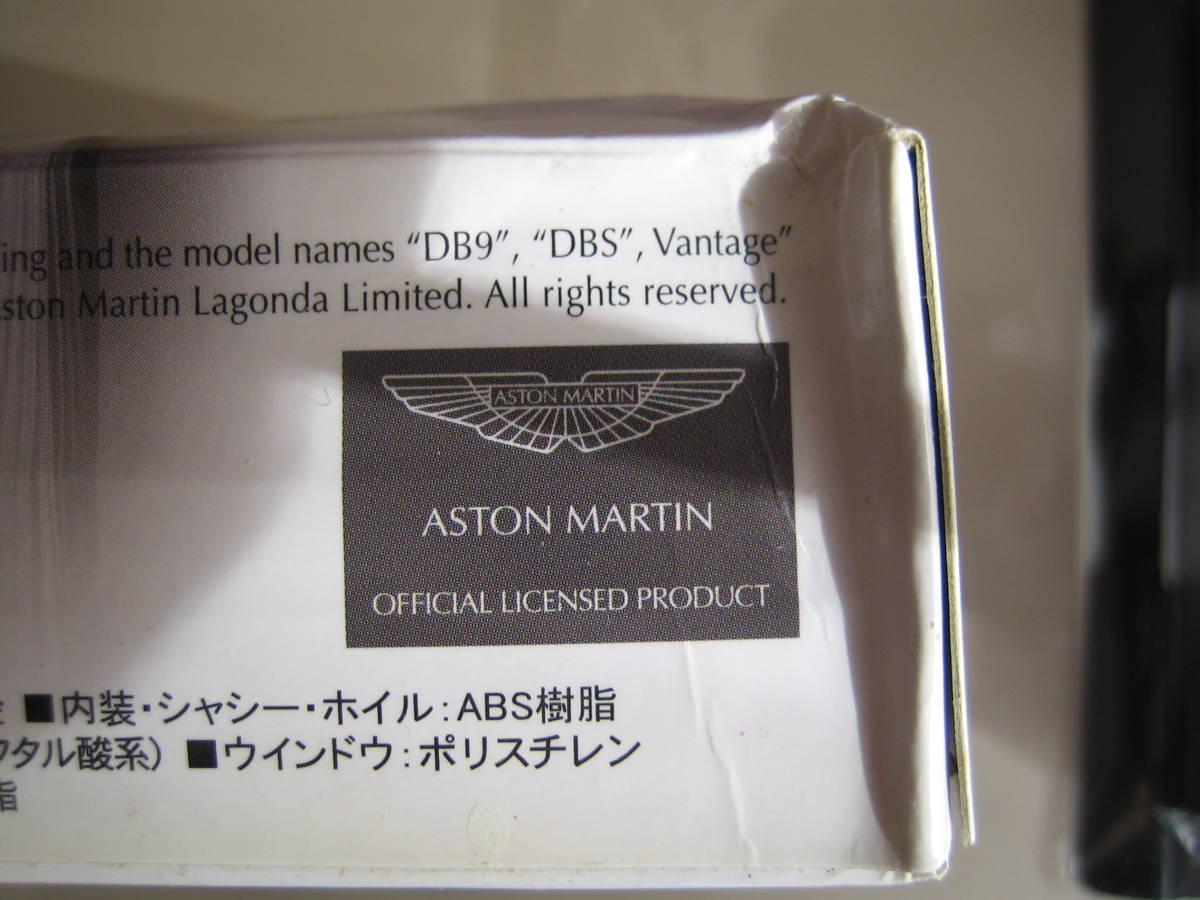 ing and the model names “DB9”, “DBS”, Vantage”
ston Martin Lagonda Limited. All rights reserved.
ASTON MARTIN
ASTON MARTIN
OFFICIAL LICENSED PRODUCT
■内装・シャシー・ホイル：ABS樹脂
フタル酸系） ■ウインドウ：ポリスチレン
脂